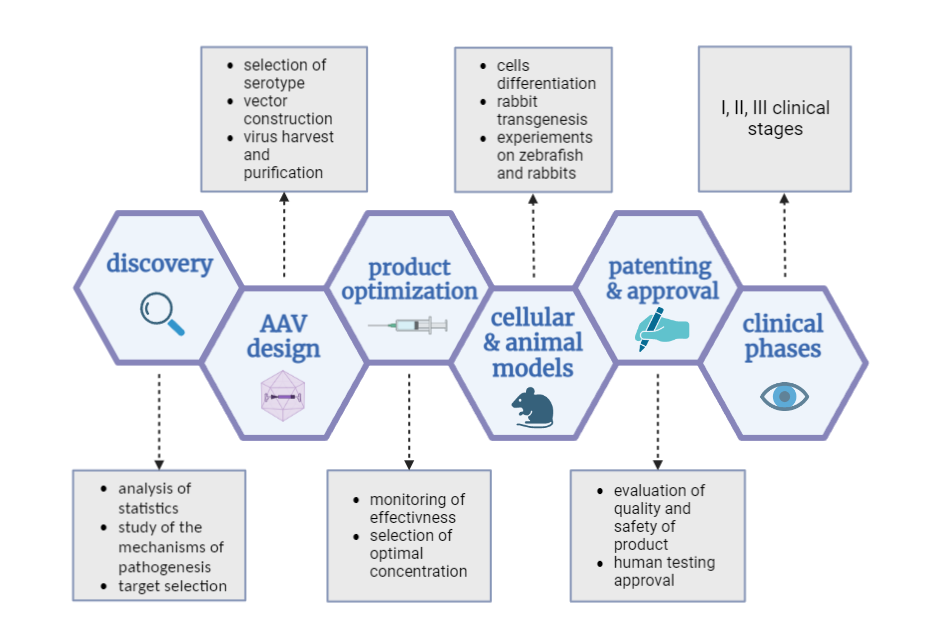 • selection of
serotype
• vector
construction
• virus harvest
and
purification
• cells
differentiation
• rabbit
transgenesis
• experiements
on zebrafish
and rabbits
I, II, III clinical
stages
discovery
AAV
design
product
optimization
cellular
& animal
models
patenting
& approval
clinical
phases
• analysis of
statistics
• study of the
mechanisms of
pathogenesis
• target selection
• monitoring of
effectivness
• selection of
optimal
concentration
• evaluation of
quality and
safety of
product
• human testing
approval